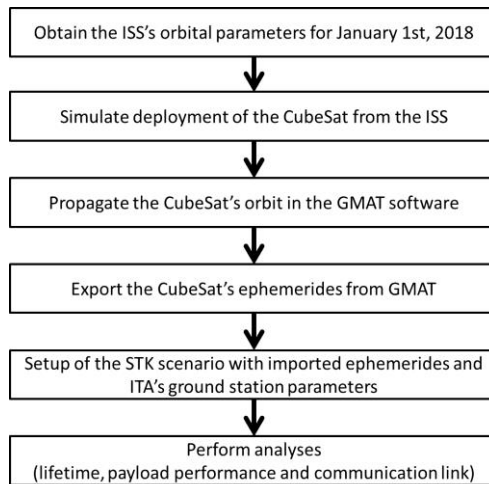 Obtain the ISS's orbital parameters for January 1st, 2018
Simulate deployment of the CubeSat from the ISS
Propagate the CubeSat's orbit in the GMAT software
Export the CubeSat's ephemerides from GMAT
Setup of the STK scenario with imported ephemerides and
ITA's ground station parameters
Perform analyses
(lifetime, payload performance and communication link)